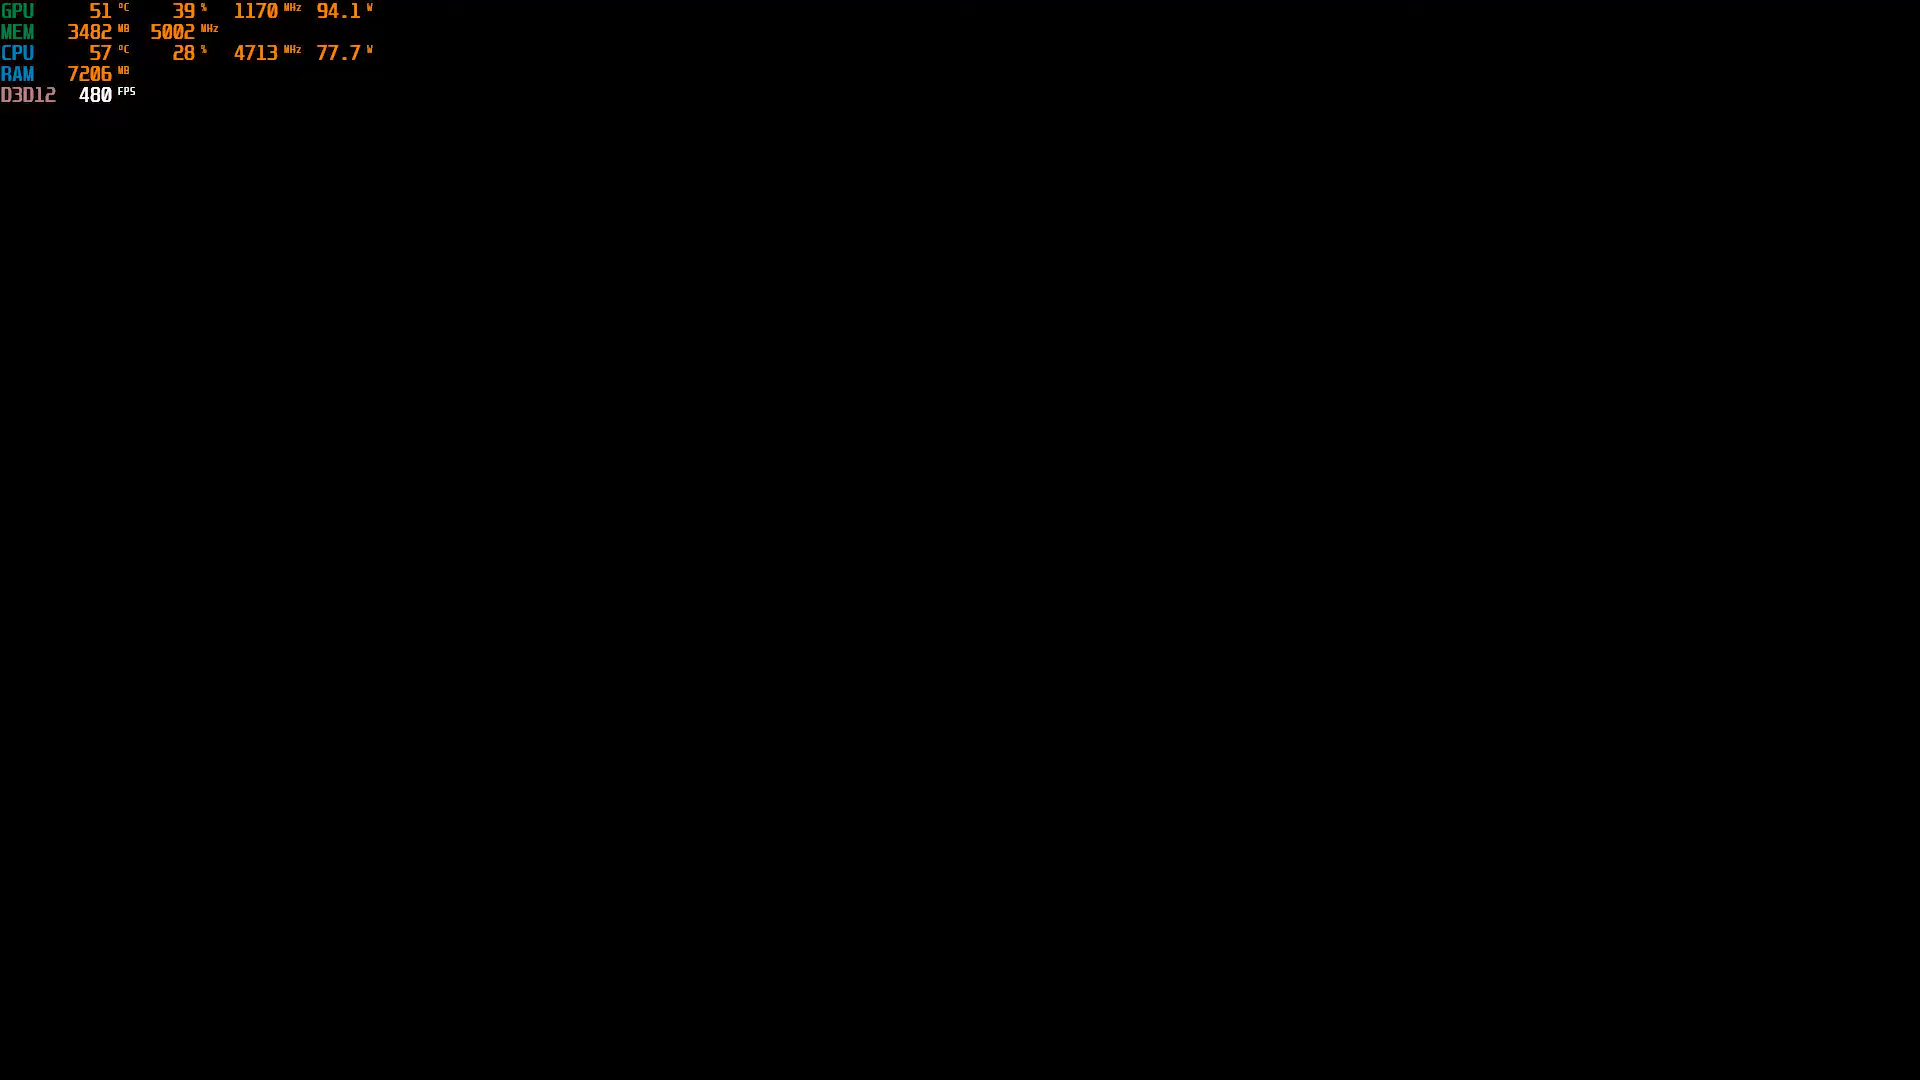 GPU 51 °C 39 % 1170 MHz 94.1 W
MEM 3482 MB 5002 MHz
CPU 57 °C 28 % 4713 MHz 77.7 W
RAM 7206 MB
D3D12 480 FPS